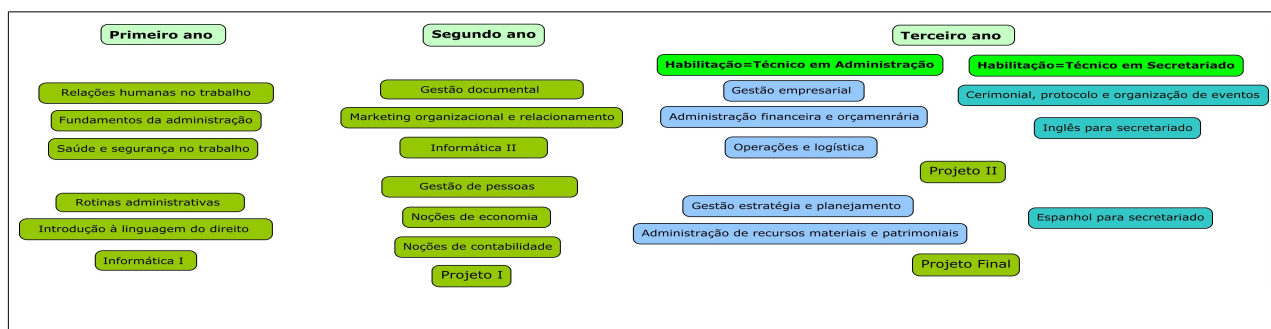 Primeiro ano
Relações humanas no trabalho
Fundamentos da administração
Saúde e segurança no trabalho
Rotinas administrativas
Introdução à linguagem do direito
Informática I
Segundo ano
Gestão documental
Marketing organizacional e relacionamento
Informática II
Gestão de pessoas
Noções de economia
Noções de contabilidade
Projeto I
Terceiro ano
Habilitação=Técnico em Administração
Gestão empresarial
Administração financeira e orçamenrária
Operações e logística
Habilitação=Técnico em Secretariado
Cerimonial, protocolo e organização de eventos
Inglês para secretariado
Projeto II
Gestão estratégia e planejamento
Administração de recursos materiais e patrimoniais
Espanhol para secretariado
Projeto Final